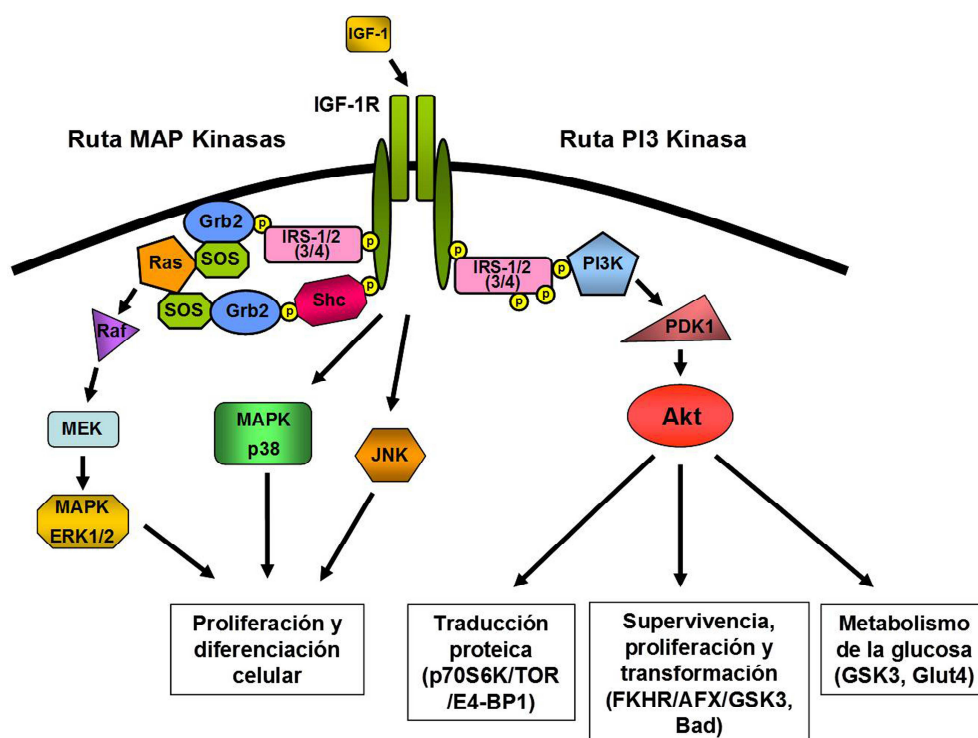 IGF-1
IGF-1R
Ruta MAP Kinasas
Ruta PI3 Kinasa
Grb2
P
IRS-1/2
(3/4)
P
SOS
Ras
SOS
Grb2
P
Shc
P
P
IRS-1/2
(3/4)
P
P
P
PI3K
Raf
PDK1
MEK
MAPK
p38
JNK
Akt
MAPK
ERK1/2
Proliferación y
diferenciación
celular
Traducción
proteica
(p70S6K/TOR
/E4-BP1)
Supervivencia,
proliferación y
transformación
(FKHR/AFX/GSK3,
Bad)
Metabolismo
de la glucosa
(GSK3, Glut4)